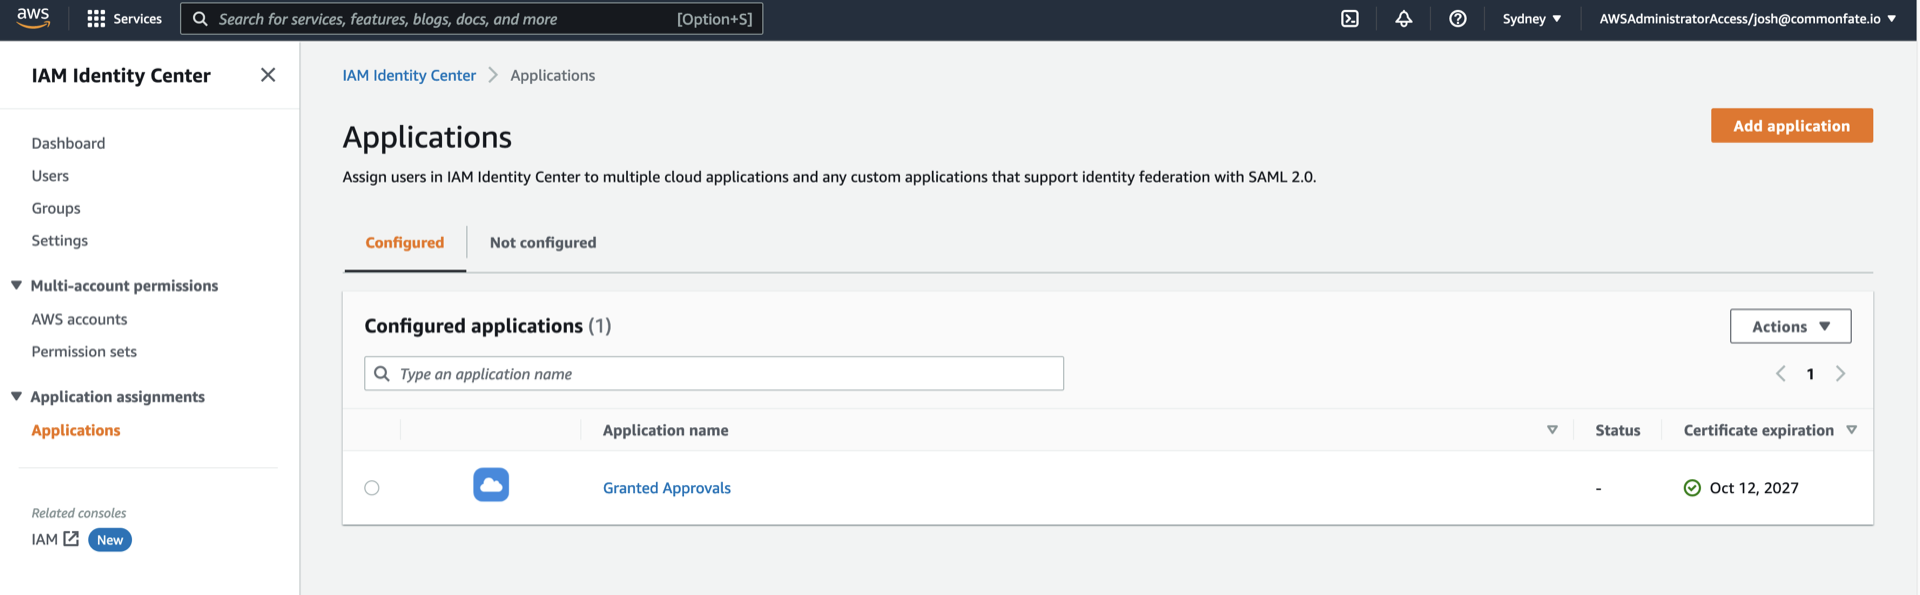 aws
Services
Search for services, features, blogs, docs, and more
[Option+S]
Sydney
AWSAdministratorAccess/josh@commonfate.io
IAM Identity Center
Dashboard
Users
Groups
Settings
Multi-account permissions
AWS accounts
Permission sets
Application assignments
Applications
Related consoles
IAM New
IAM Identity Center Applications
Applications
Add application
Assign users in IAM Identity Center to multiple cloud applications and any custom applications that support identity federation with SAML 2.0.
Configured
Not configured
Configured applications (1)
Actions
Type an application name
1
Application name
Status
Certificate expiration
Granted Approvals
-
Oct 12, 2027